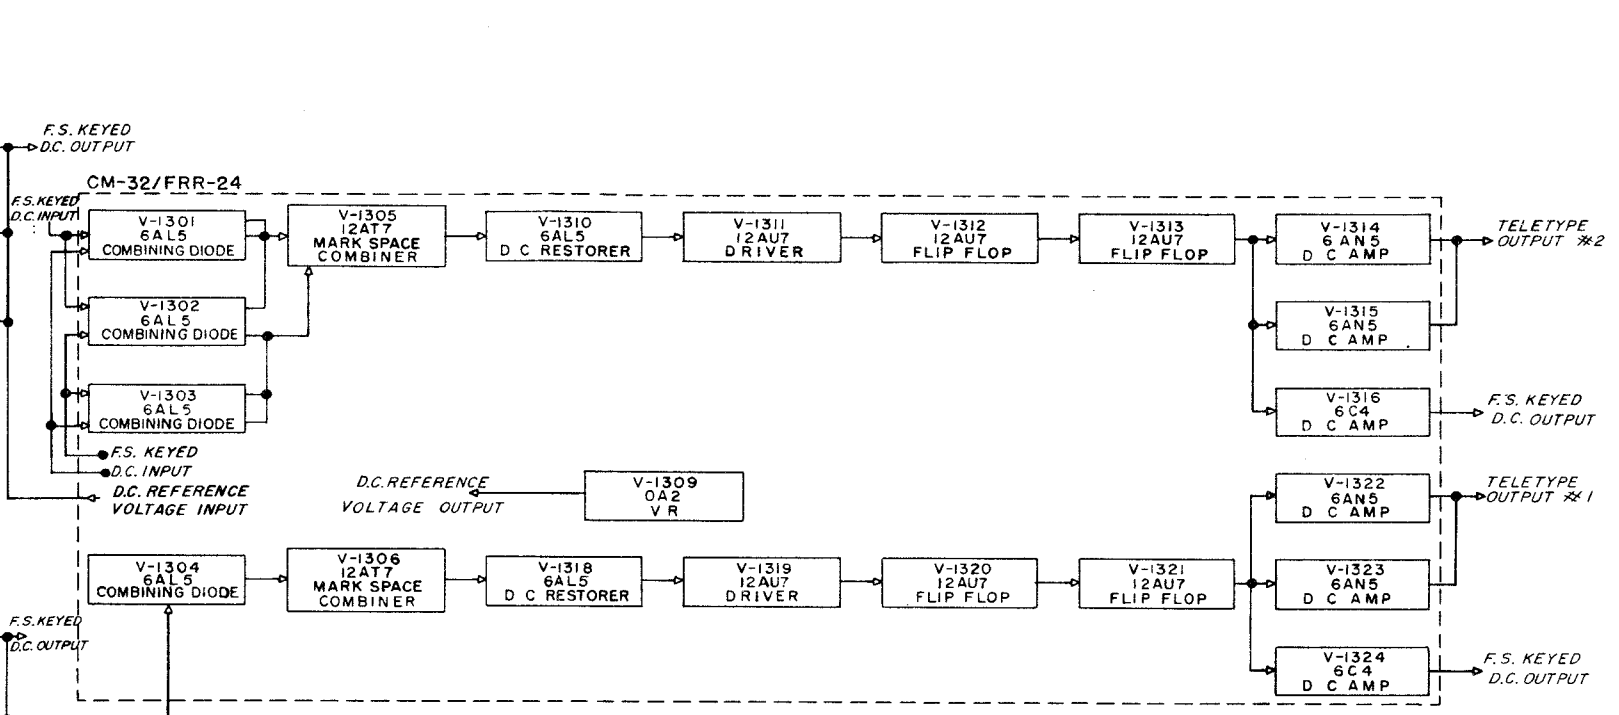 F.S. KEYED
D.C. OUTPUT
CM-32/FRR-24
F.S. KEYED
D.C. INPUT
V-1301
6AL5
COMBINING DIODE
V-1305
12AT7
MARK SPACE
COMBINER
V-1310
6AL5
D C RESTORER
V-1311
12AU7
DRIVER
V-1312
12AU7
FLIP FLOP
V-1313
12AU7
FLIP FLOP
V-1314
6AN5
D C AMP
TELETYPE
OUTPUT #2
V-1302
6AL5
COMBINING DIODE
V-1315
6AN5
D C AMP
V-1303
6AL5
COMBINING DIODE
V-1316
6C4
D C AMP
F.S. KEYED
D.C. OUTPUT
F.S. KEYED
D.C. INPUT
D.C. REFERENCE
VOLTAGE INPUT
D.C. REFERENCE
VOLTAGE OUTPUT
V-1309
OA2
VR
V-1322
6AN5
D C AMP
TELETYPE
OUTPUT #1
V-1304
6AL5
COMBINING DIODE
V-1306
12AT7
MARK SPACE
COMBINER
V-1318
6AL5
D C RESTORER
V-1319
12AU7
DRIVER
V-1320
12AU7
FLIP FLOP
V-1321
12AU7
FLIP FLOP
V-1323
6AN5
D C AMP
F.S. KEYED
D.C. OUTPUT
V-1324
6C4
D C AMP
F.S. KEYED
D.C. OUTPUT